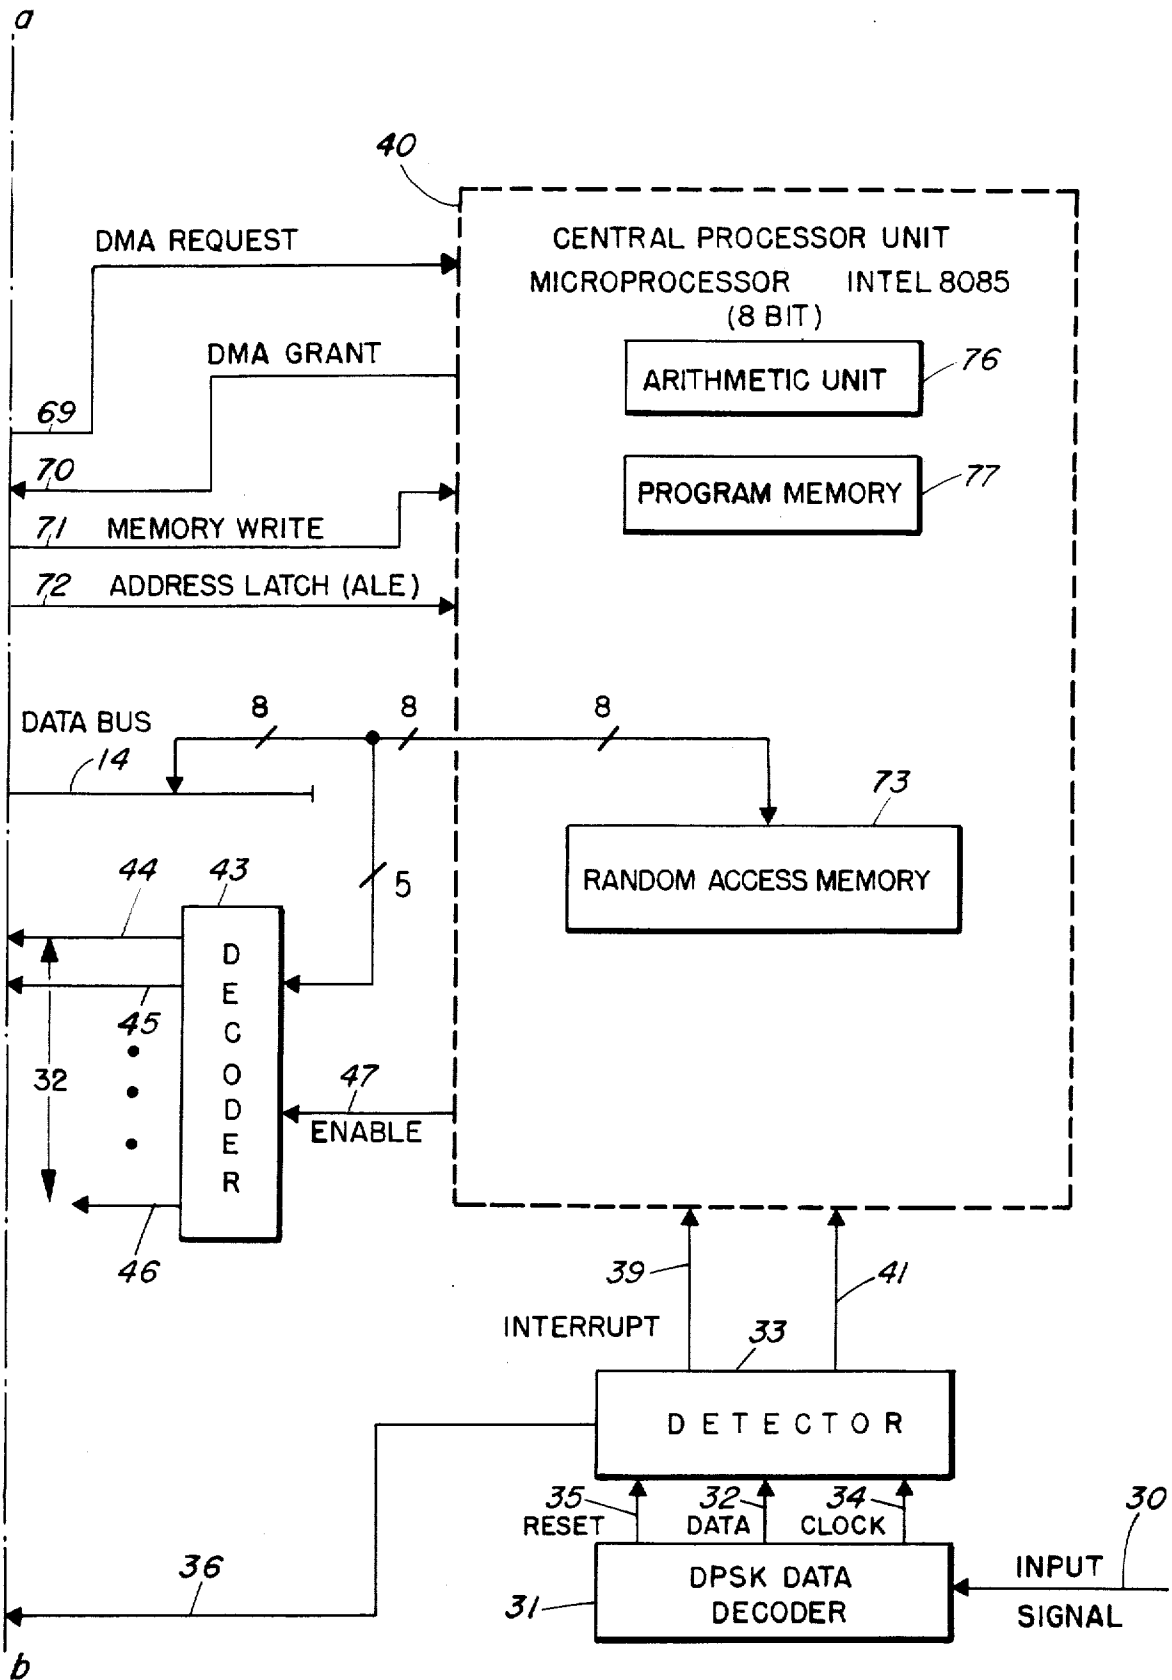 a
40
DMA REQUEST
CENTRAL PROCESSOR UNIT
MICROPROCESSOR INTEL 8085
(8 BIT)
DMA GRANT
ARITHMETIC UNIT
76
69
70
PROGRAM MEMORY
77
71 MEMORY WRITE
72 ADDRESS LATCH (ALE)
8 8 8
DATA BUS
14
73
RANDOM ACCESS MEMORY
44 43
5
DECODER
45
32
47
ENABLE
46
39 41
INTERRUPT
33
DETECTOR
35 32 34
RESET DATA CLOCK
30
36
31
DPSK DATA
DECODER
INPUT
SIGNAL
b